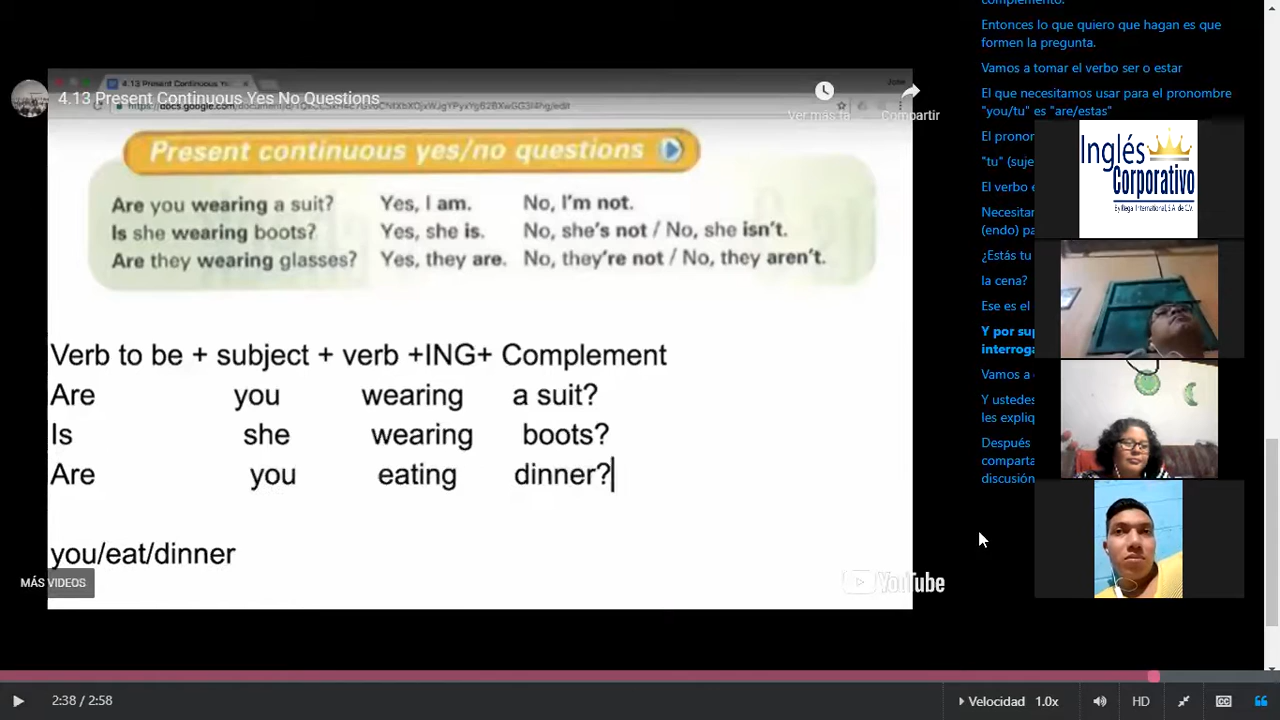 complemento.
Entonces lo que quiero que hagan es que
formen la pregunta.
Vamos a tomar el verbo ser o estar
El que necesitamos usar para el pronombre
"you/tu" es "are/estas"
El pronor
"tu" (suje
El verbo e
Necesitar
(endo) pa
¿Estás tu
la cena?
Ese es el
Y por sup
interroga
Vamos a
Y ustedes
les expliq
Después
comparta
discusión
Inglés
Corporativo
4.13 Present Continuous Yes No Questions
Ver más ta
Compartir
Present continuous yes/no questions
Are you wearing a suit? Yes, I am. No, I'm not.
Is she wearing boots? Yes, she is. No, she's not / No, she isn't.
Are they wearing glasses? Yes, they are. No, they're not / No, they aren't.
Verb to be + subject + verb +ING+ Complement
Are you wearing a suit?
Is she wearing boots?
Are you eating dinner?
you/eat/dinner
MÁS VIDEOS
YouTube
2:38 / 2:58
Velocidad 1.0x
HD
CC